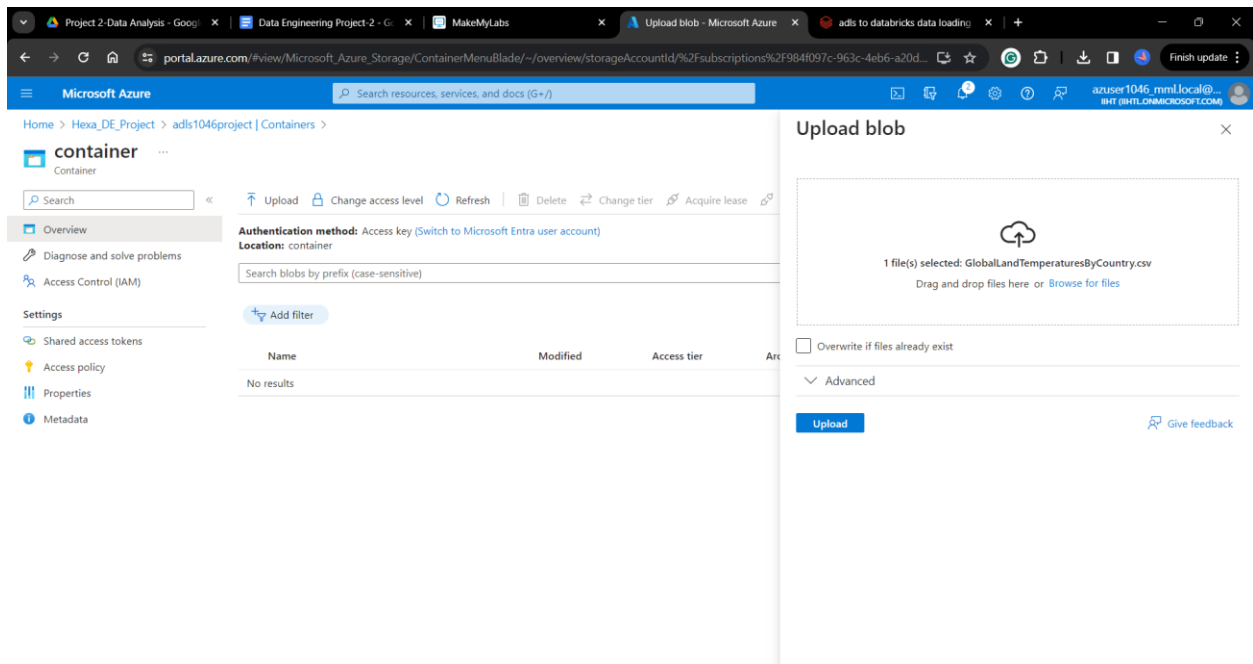 Project 2-Data Analysis - Googl
Data Engineering Project-2 - Go
MakeMyLabs
Upload blob - Microsoft Azure
adls to databricks data loading
portal.azure.com/#view/Microsoft_Azure_Storage/ContainerMenuBlade/~/overview/storageAccountId/%2Fsubscriptions%2F984f097c-963c-4eb6-a20d...
Finish update
Microsoft Azure
Search resources, services, and docs (G+/)
2
azuser1046_mml.local@...
IIHT (IIHTL.ONMICROSOFT.COM)
Home > Hexa_DE_Project > adls1046project | Containers >
container ...
Container
Search
Overview
Diagnose and solve problems
Access Control (IAM)
Settings
Shared access tokens
Access policy
Properties
Metadata
Upload Change access level Refresh Delete Change tier Acquire lease
Authentication method: Access key (Switch to Microsoft Entra user account)
Location: container
Search blobs by prefix (case-sensitive)
Add filter
Name Modified Access tier Arc
No results
Upload blob
1 file(s) selected: GlobalLandTemperaturesByCountry.csv
Drag and drop files here or Browse for files
Overwrite if files already exist
Advanced
Upload
Give feedback